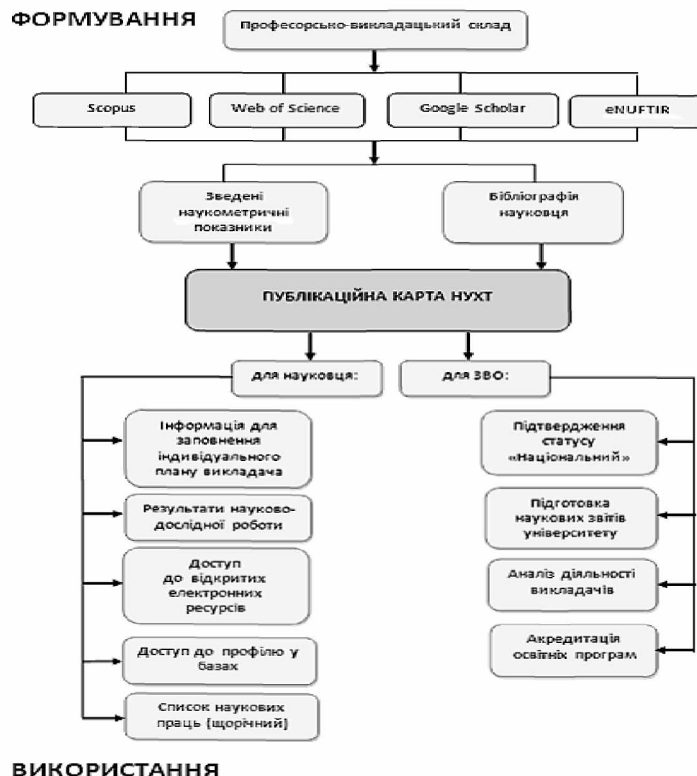 ФОРМУВАННЯ
Професорсько-викладацький склад
Scopus
Web of Science
Google Scholar
eNUFTIR
Зведені
наукометричні
показники
Бібліографія
науковця
ПУБЛІКАЦІЙНА КАРТА НУХТ
для науковця:
для ЗВО:
Інформація для
заповнення
індивідуального
плану викладача
Результати науково-
дослідної роботи
Доступ
до відкритих
електронних
ресурсів
Доступ до профілю у
базах
Список наукових
праць (щорічний)
Підтвердження
статусу
«Національний»
Підготовка
наукових звітів
університету
Аналіз діяльності
викладачів
Акредитація
освітніх програм
ВИКОРИСТАННЯ